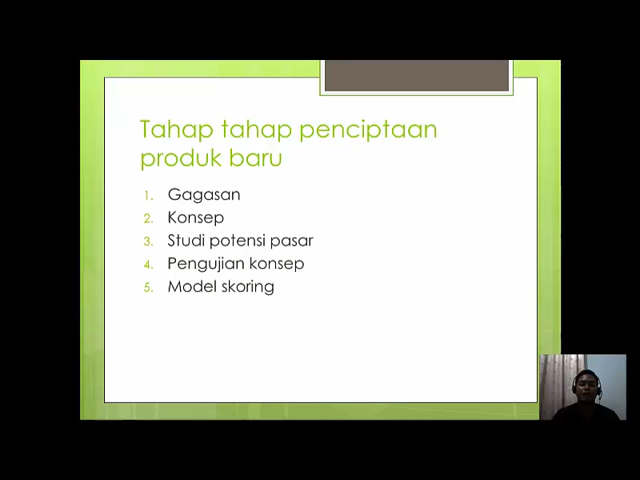 Tahap tahap penciptaan
produk baru
1. Gagasan
2. Konsep
3. Studi potensi pasar
4. Pengujian konsep
5. Model skoring